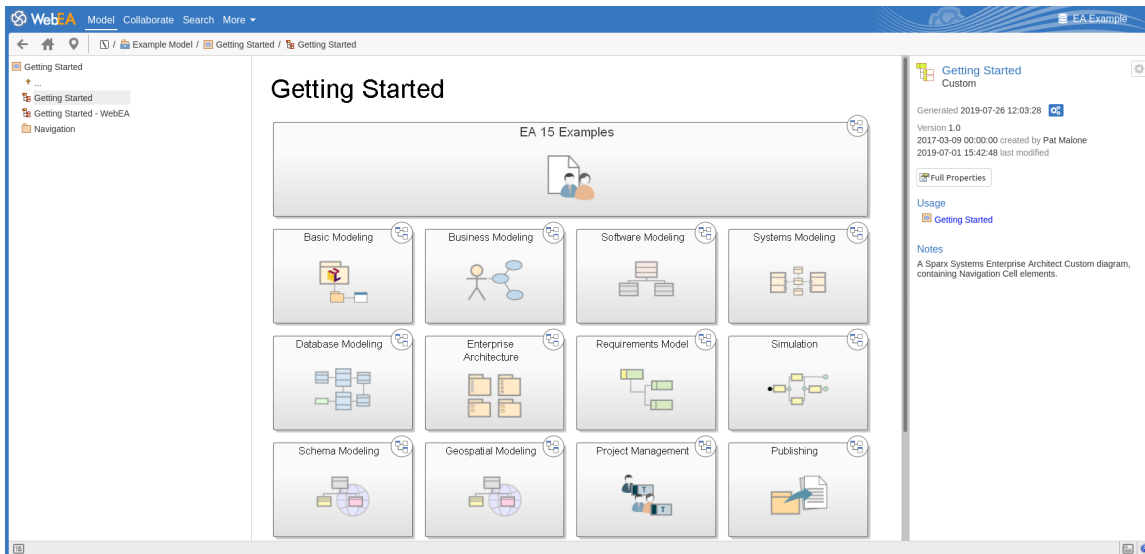 WebEA Model Collaborate Search More
EA Example
/ Example Model / Getting Started / Getting Started
Getting Started
...
Getting Started
Getting Started - WebEA
Navigation
Getting Started
EA 15 Examples
Basic Modeling
Business Modeling
Software Modeling
Systems Modeling
Database Modeling
Enterprise
Architecture
Requirements Model
Simulation
Schema Modeling
Geospatial Modeling
Project Management
Publishing
T
T
Getting Started
Custom
Generated 2019-07-26 12:03:28
Version 1.0
2017-03-09 00:00:00 created by Pat Malone
2019-07-01 15:42:48 last modified
Full Properties
Usage
Getting Started
Notes
A Sparx Systems Enterprise Architect Custom diagram,
containing Navigation Cell elements.